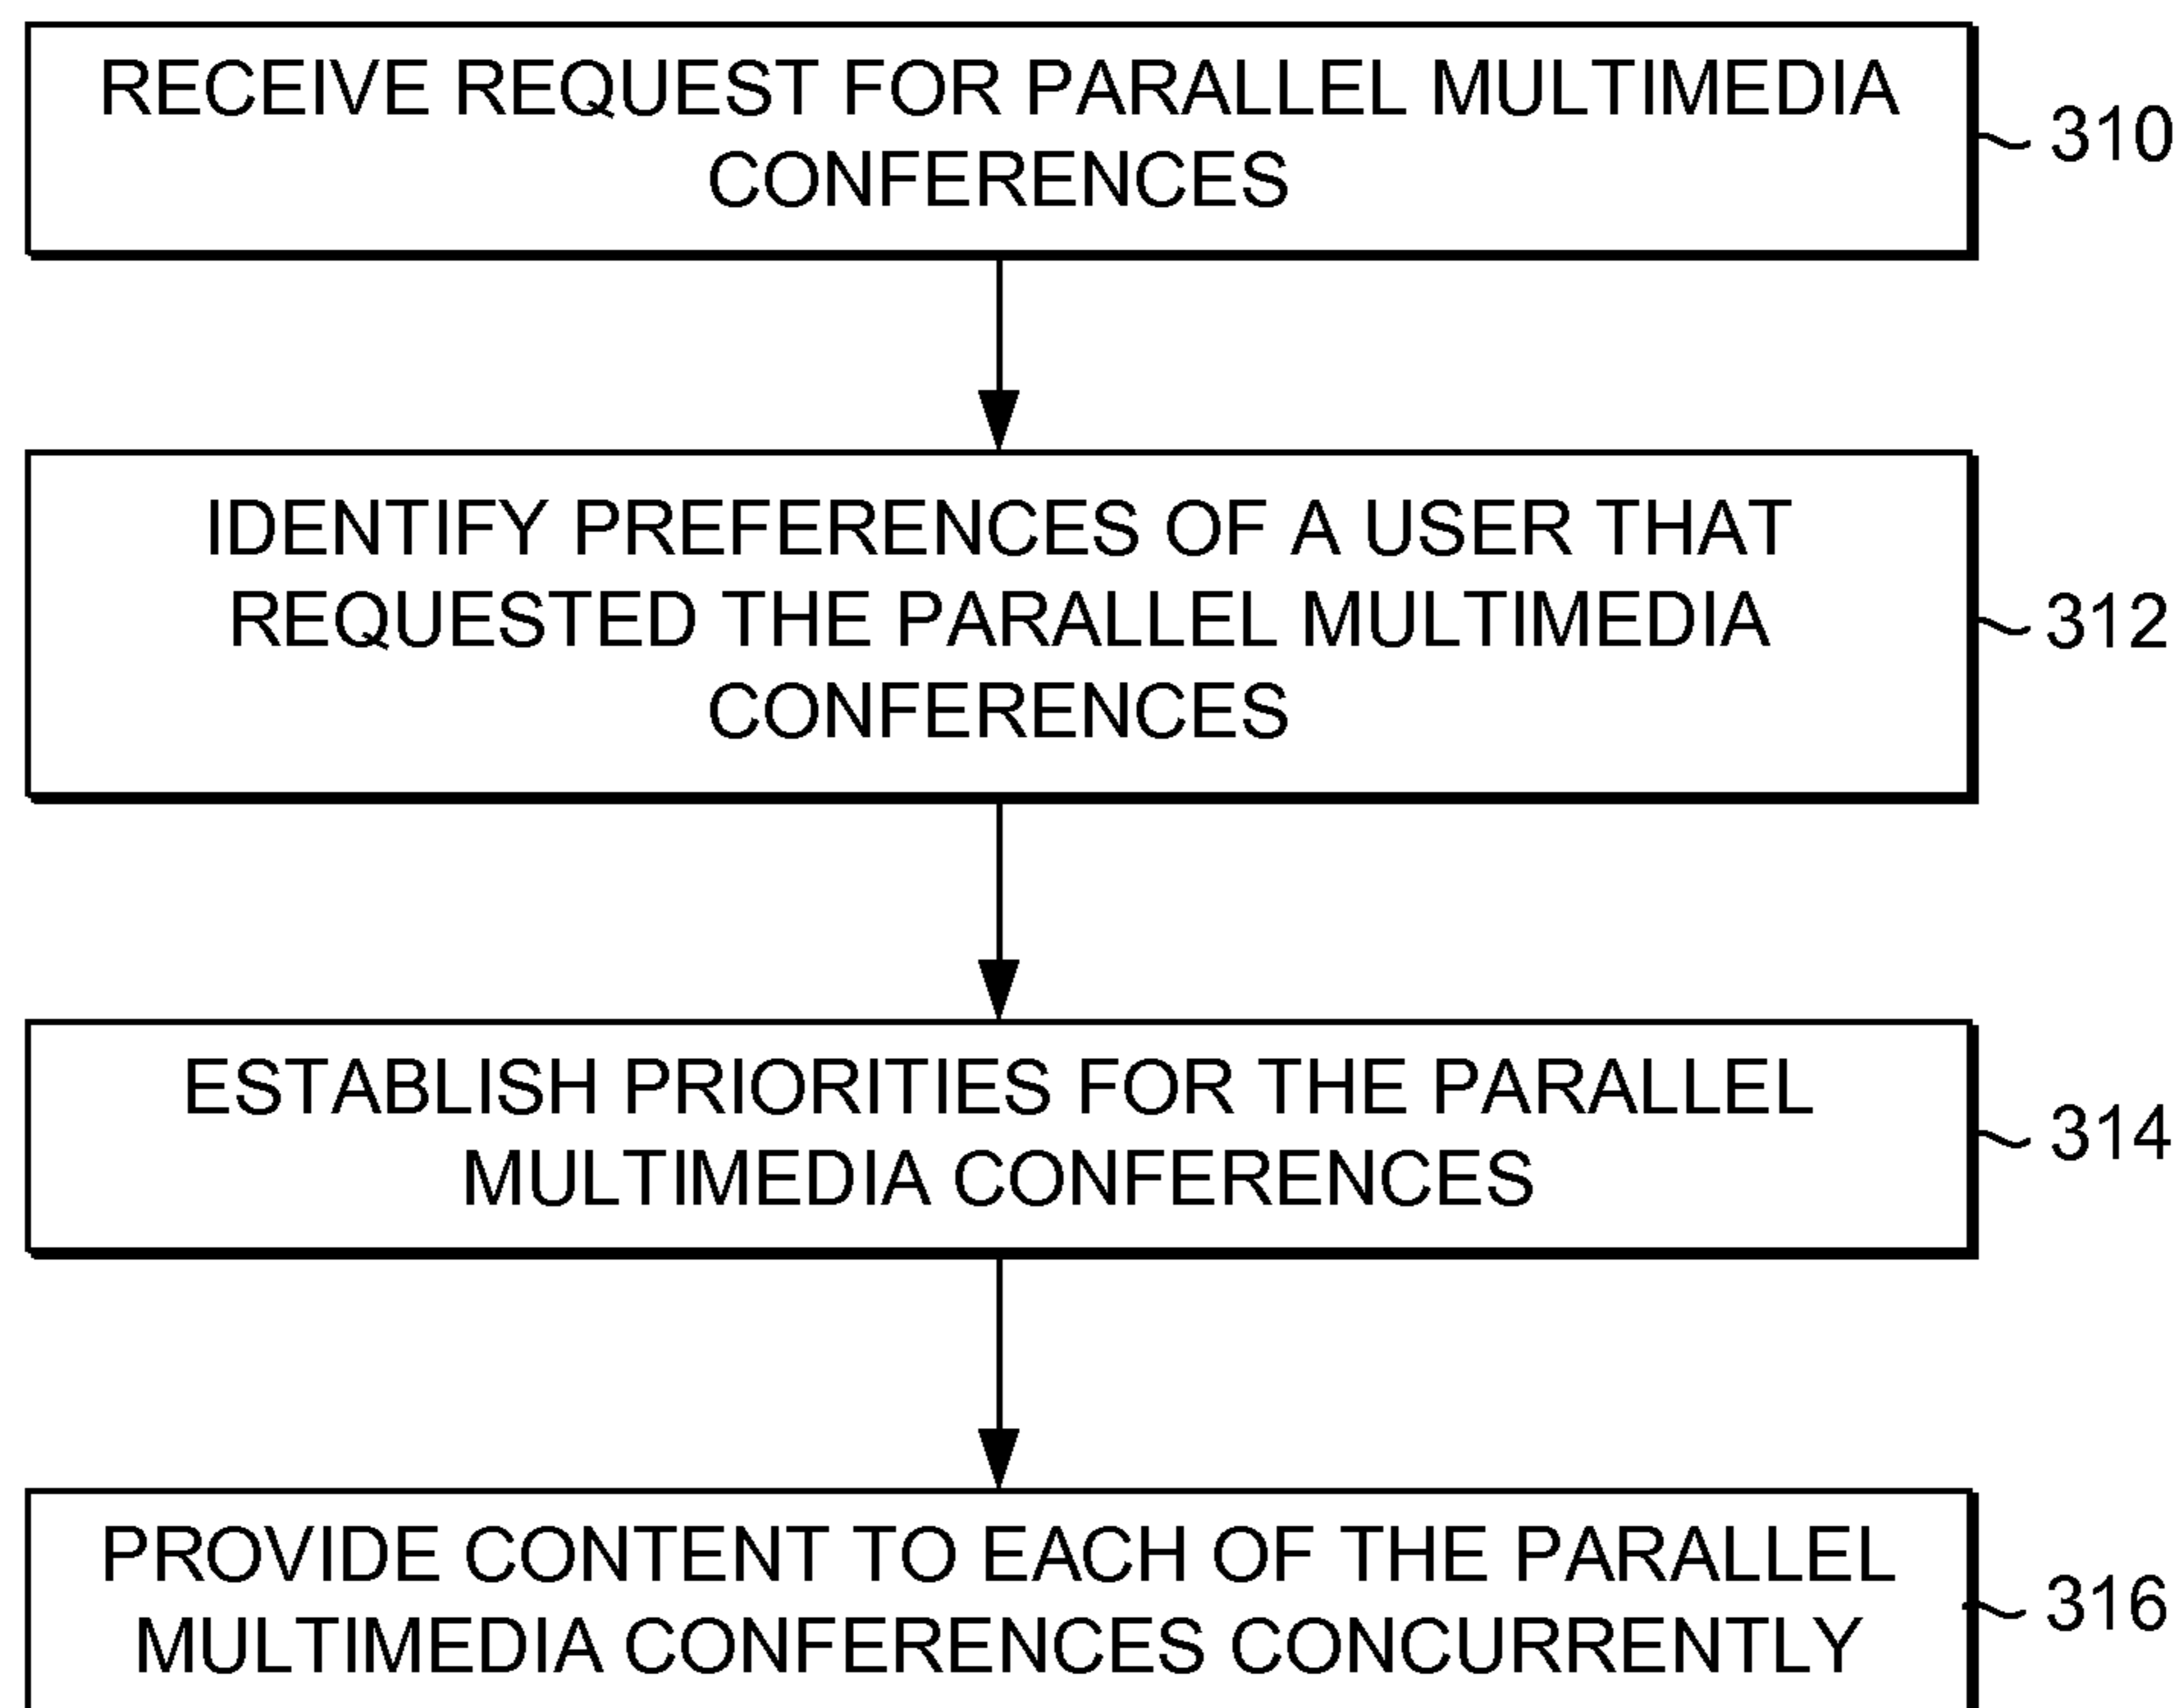 RECEIVE REQUEST FOR PARALLEL MULTIMEDIA
CONFERENCES
310
IDENTIFY PREFERENCES OF A USER THAT
REQUESTED THE PARALLEL MULTIMEDIA
CONFERENCES
312
ESTABLISH PRIORITIES FOR THE PARALLEL
MULTIMEDIA CONFERENCES
314
PROVIDE CONTENT TO EACH OF THE PARALLEL
MULTIMEDIA CONFERENCES CONCURRENTLY
316